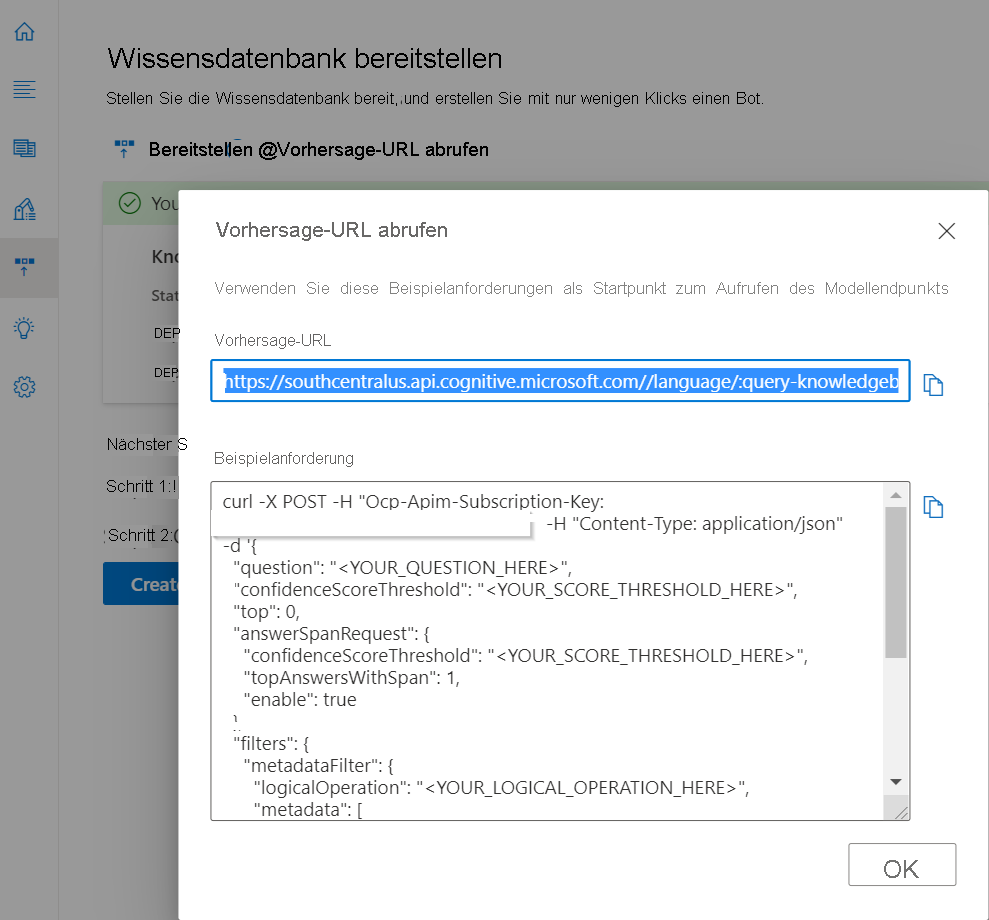 Wissensdatenbank bereitstellen
Stellen Sie die Wissensdatenbank bereit, und erstellen Sie mit nur wenigen Klicks einen Bot.
Bereitstellen @Vorhersage-URL abrufen
You
Kno
Stat
DEP
DEP
Nächster S
Schritt 1:!
Schritt 2:(
Create
Vorhersage-URL abrufen
Verwenden Sie diese Beispielanforderungen als Startpunkt zum Aufrufen des Modellendpunkts
Vorhersage-URL
https://southcentralus.api.cognitive.microsoft.com//language/:query-knowledgeb
Beispielanforderung
curl -X POST -H "Ocp-Apim-Subscription-Key:
-H "Content-Type: application/json"
-d '{
"question": "<YOUR_QUESTION_HERE>",
"confidenceScoreThreshold": "<YOUR_SCORE_THRESHOLD_HERE>",
"top": 0,
"answerSpanRequest": {
"confidenceScoreThreshold": "<YOUR_SCORE_THRESHOLD_HERE>",
"topAnswersWithSpan": 1,
"enable": true
},
"filters": {
"metadataFilter": {
"logicalOperation": "<YOUR_LOGICAL_OPERATION_HERE>",
"metadata": [
OK